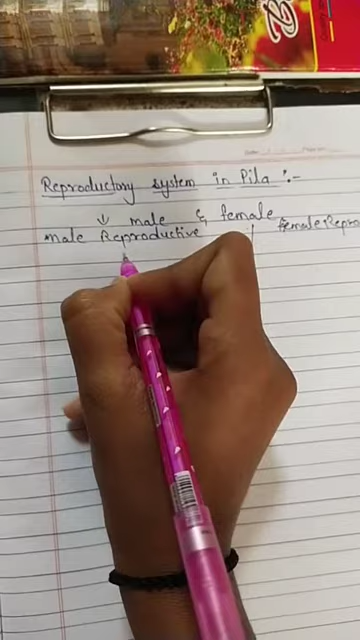 Reproductory system in Pila :-
male & female
male Reproductive Female Repro